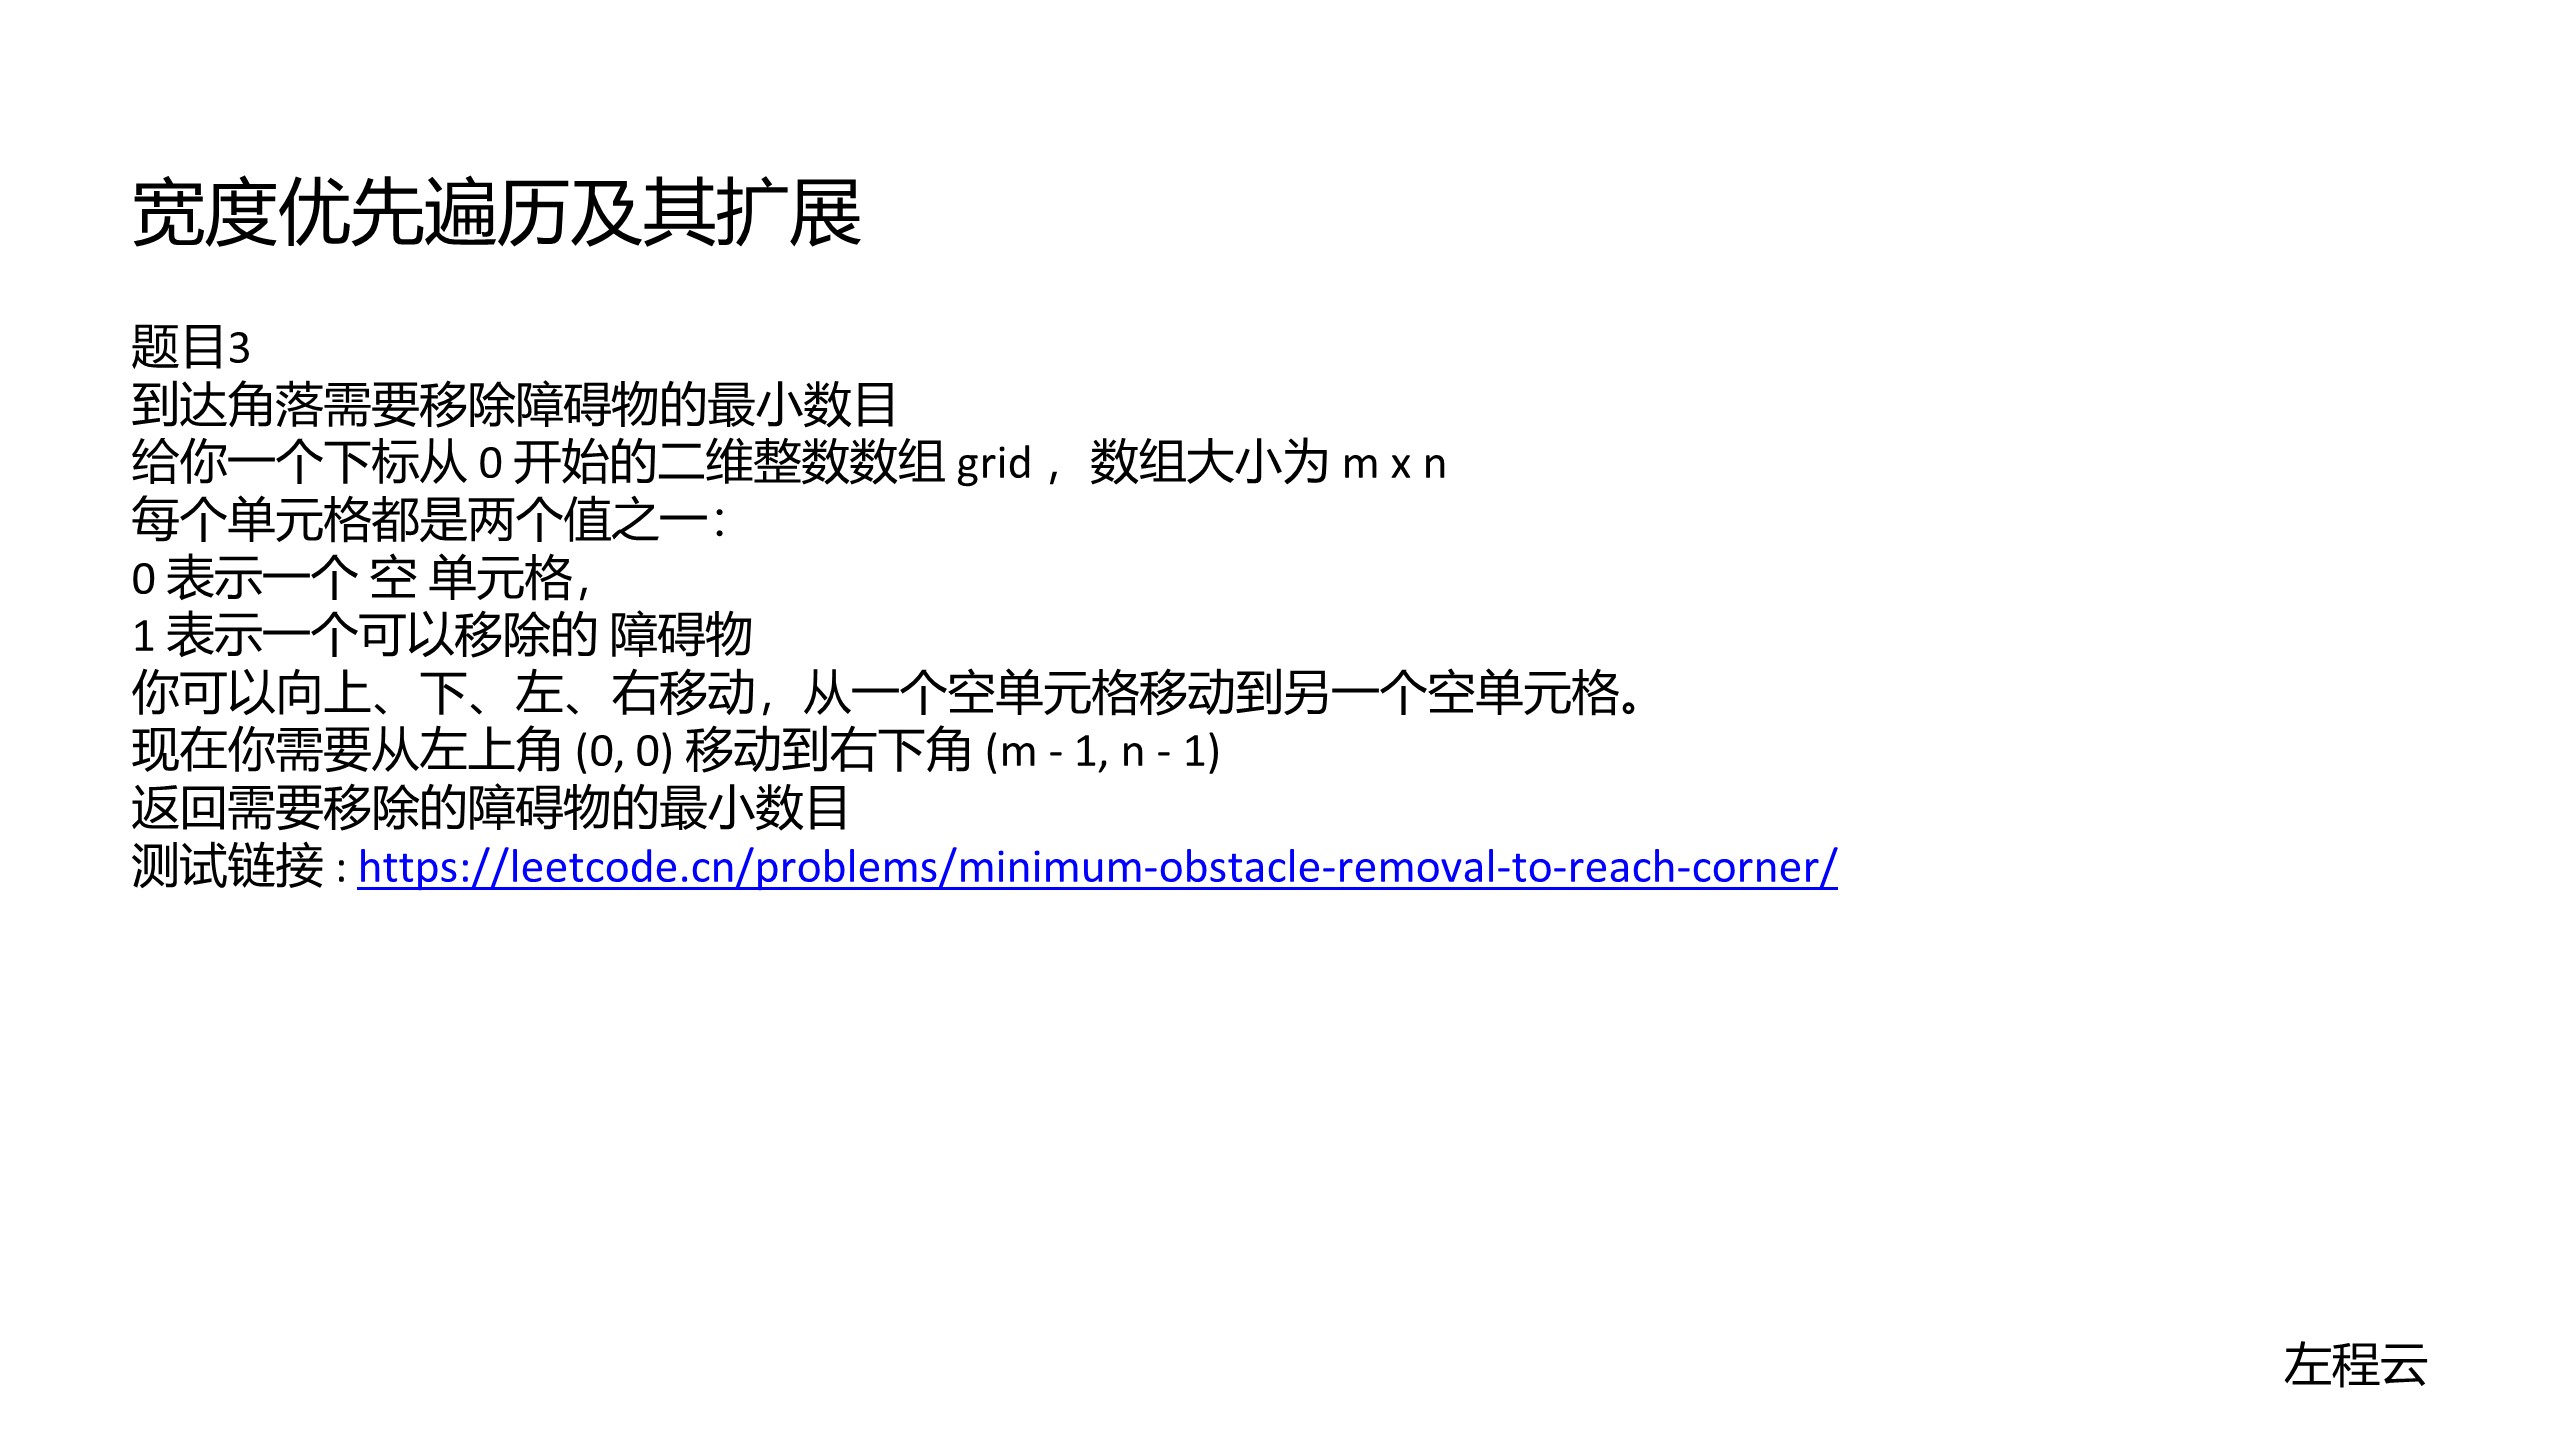 宽度优先遍历及其扩展
题目3
到达角落需要移除障碍物的最小数目
给你一个下标从 0 开始的二维整数数组 grid ，数组大小为 m x n
每个单元格都是两个值之一：
0 表示一个 空 单元格，
1 表示一个可以移除的 障碍物
你可以向上、下、左、右移动，从一个空单元格移动到另一个空单元格。
现在你需要从左上角 (0, 0) 移动到右下角 (m - 1, n - 1)
返回需要移除的障碍物的最小数目
测试链接 : https://leetcode.cn/problems/minimum-obstacle-removal-to-reach-corner/
左程云